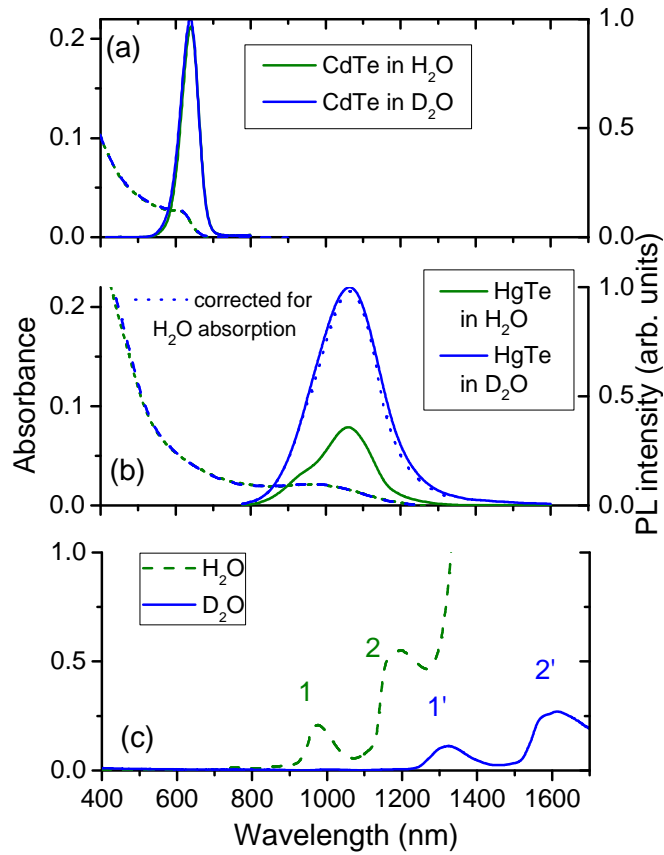 (a)
CdTe in H₂O
CdTe in D₂O
0.2
0.1
0.0
1.0
0.5
0.0
(b)
corrected for
H₂O absorption
HgTe
in H₂O
HgTe
in D₂O
0.2
0.1
0.0
1.0
0.5
0.0
Absorbance
PL intensity (arb. units)
(c)
H₂O
D₂O
1
2
1'
2'
1.0
0.5
0.0
400 600 800 1000 1200 1400 1600
Wavelength (nm)